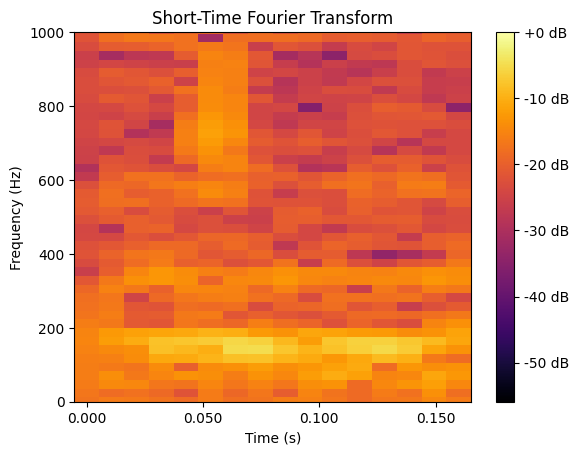 Short-Time Fourier Transform
1000
800
600
400
200
0
Frequency (Hz)
0.000
0.050
0.100
0.150
Time (s)
+0 dB
-10 dB
-20 dB
-30 dB
-40 dB
-50 dB